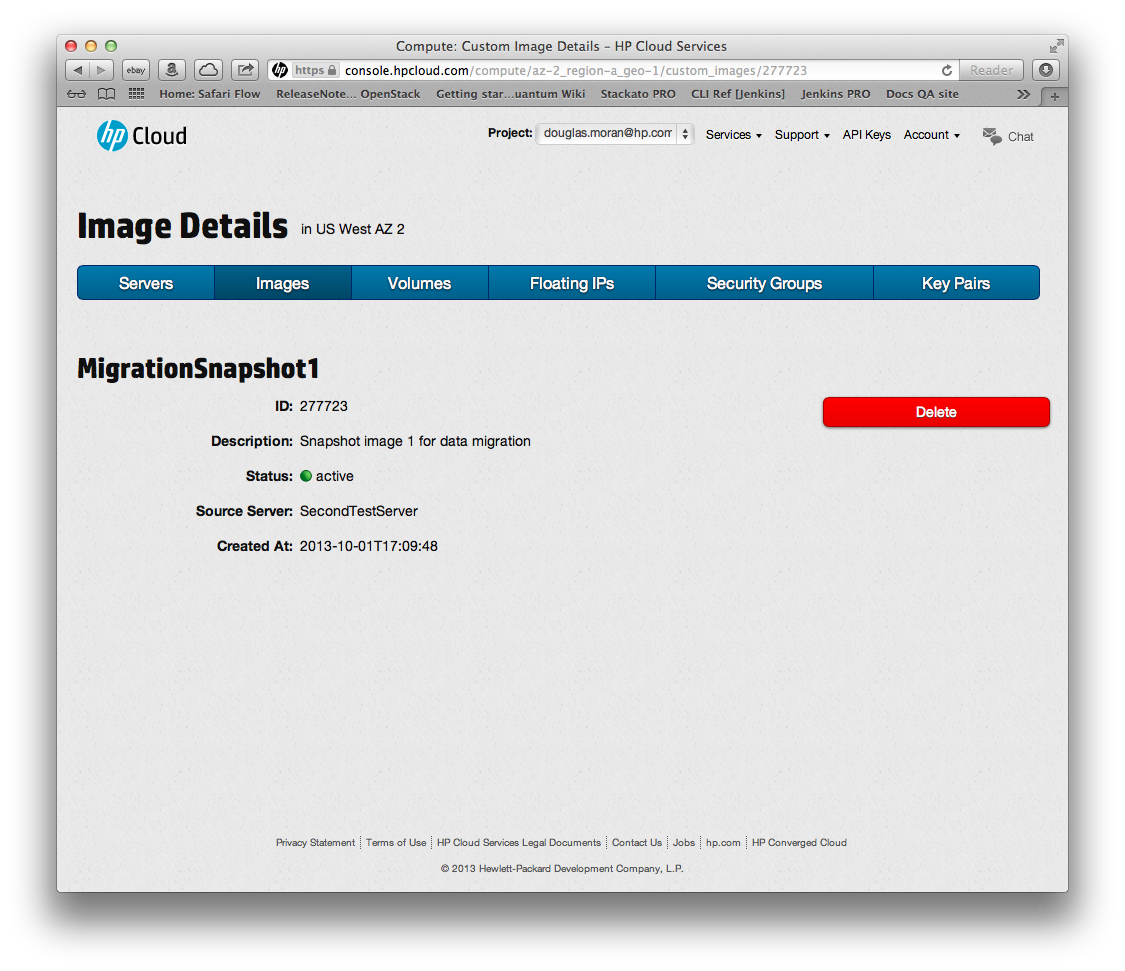 Compute: Custom Image Details – HP Cloud Services
ebay a https console.hpcloud.com/compute/az-2_region-a_geo-1/custom_images/277723 Reader
Home: Safari Flow ReleaseNote... OpenStack Getting star...uantum Wiki Stackato PRO CLI Ref [Jenkins] Jenkins PRO Docs QA site
hp Cloud Project: douglas.moran@hp.com Services Support API Keys Account Chat
Image Details in US West AZ 2
Servers Images Volumes Floating IPs Security Groups Key Pairs
MigrationSnapshot1
ID: 277723 Delete
Description: Snapshot image 1 for data migration
Status: active
Source Server: SecondTestServer
Created At: 2013-10-01T17:09:48
Privacy Statement Terms of Use HP Cloud Services Legal Documents Contact Us Jobs hp.com HP Converged Cloud
© 2013 Hewlett-Packard Development Company, L.P.